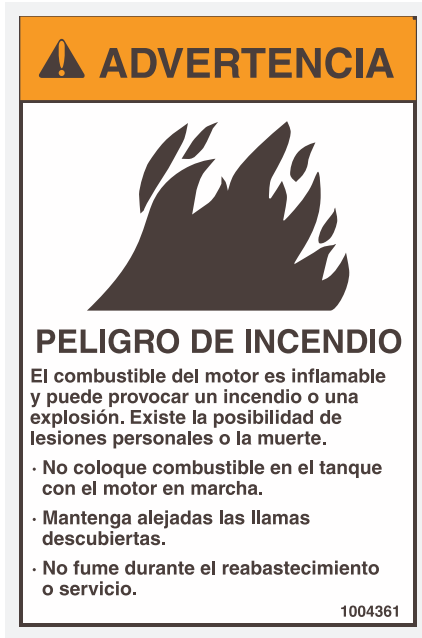 ADVERTENCIA
PELIGRO DE INCENDIO
El combustible del motor es inflamable
y puede provocar un incendio o una
explosión. Existe la posibilidad de
lesiones personales o la muerte.
· No coloque combustible en el tanque
con el motor en marcha.
· Mantenga alejadas las llamas
descubiertas.
· No fume durante el reabastecimiento
o servicio.
1004361